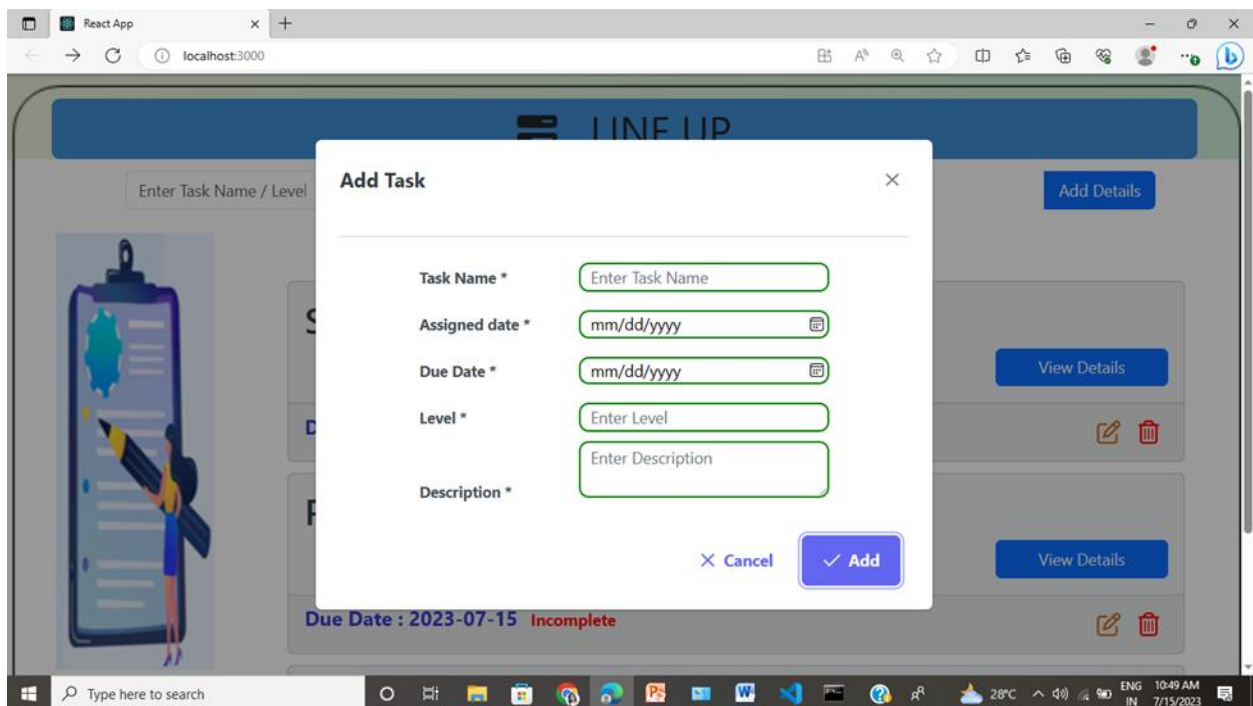 React App
localhost:3000
LINE UP
Enter Task Name / Level
Add Details
Add Task
Task Name *
Enter Task Name
Assigned date *
mm/dd/yyyy
Due Date *
mm/dd/yyyy
Level *
Enter Level
Description *
Enter Description
Cancel
Add
View Details
View Details
Due Date : 2023-07-15 Incomplete
Type here to search
28°C
ENG
IN
10:49 AM
7/15/2023